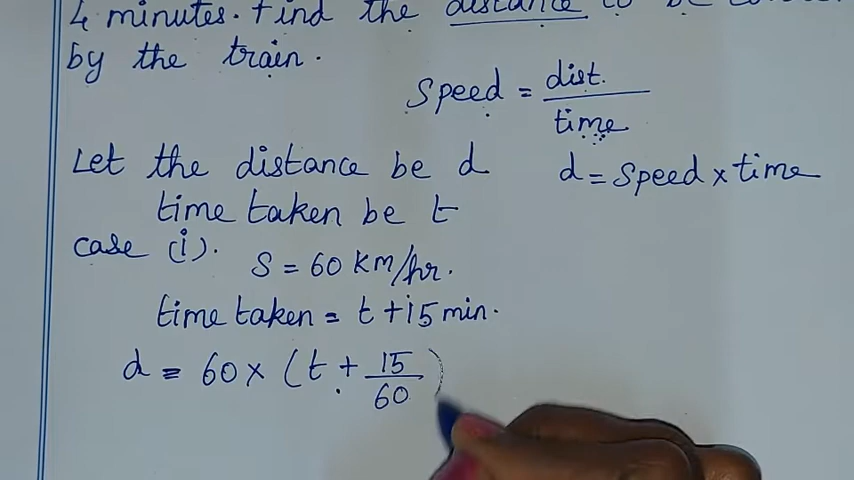 4 minutes. Find the distance to be
by the train.
Speed = dist. / time
Let the distance be d
d = speed x time
time taken be t
case (i). S = 60 km/hr.
time taken = t + 15 min.
d = 60 x (t + 15/60)